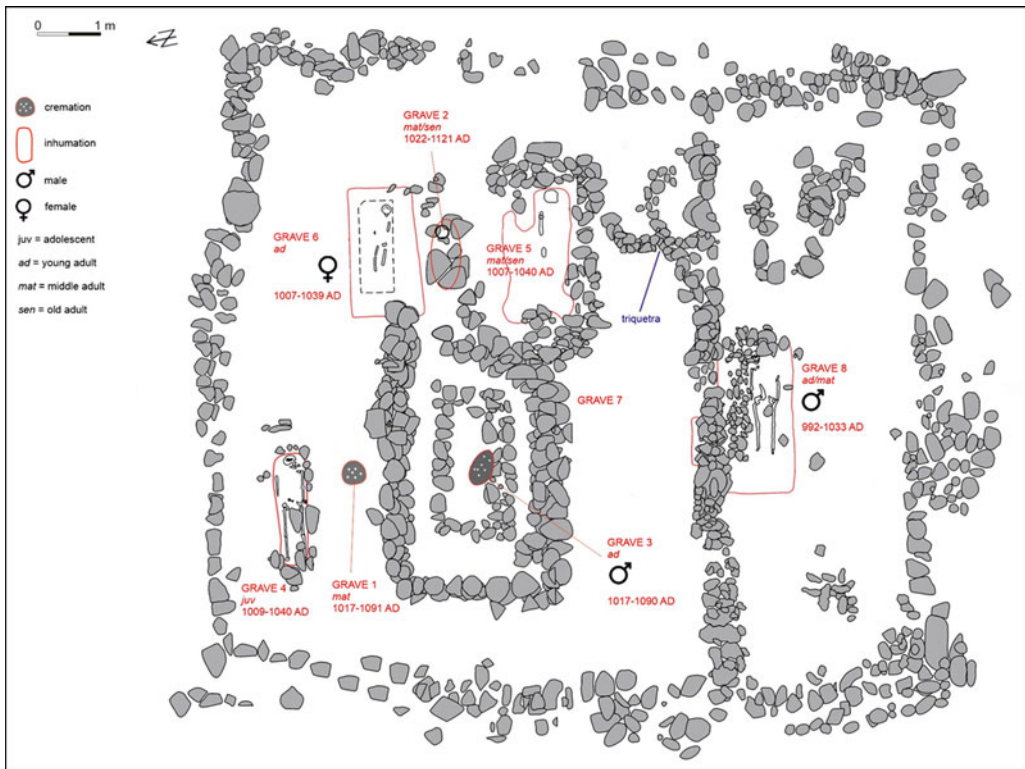 0 1 m
N
cremation
inhumation
male
female
juv = adolescent
ad = young adult
mat = middle adult
sen = old adult
GRAVE 2
mat/sen
1022-1121 AD
GRAVE 6
ad
1007-1039 AD
GRAVE 5
mat/sen
1007-1040 AD
triquetra
GRAVE 7
GRAVE 8
ad/mat
992-1033 AD
GRAVE 3
ad
1017-1090 AD
GRAVE 4
juv
1009-1040 AD
GRAVE 1
mat
1017-1091 AD